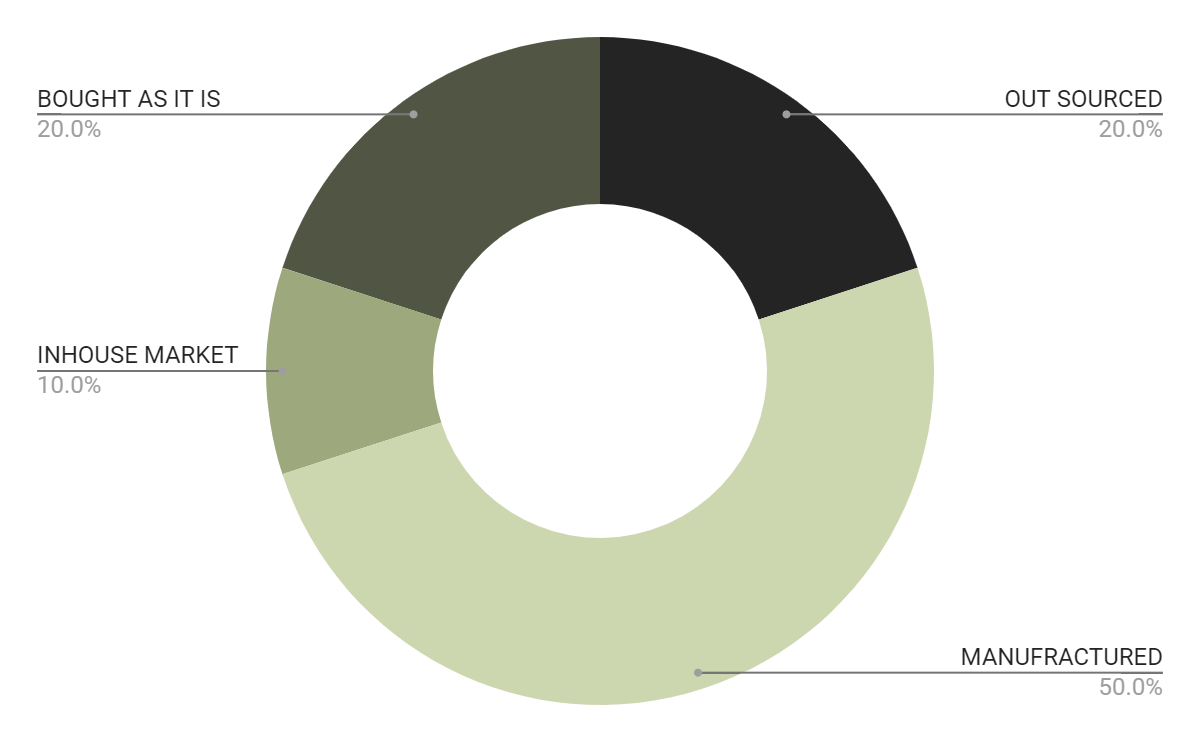 BOUGHT AS IT IS
20.0%
OUT SOURCED
20.0%
INHOUSE MARKET
10.0%
MANUFRACTURED
50.0%